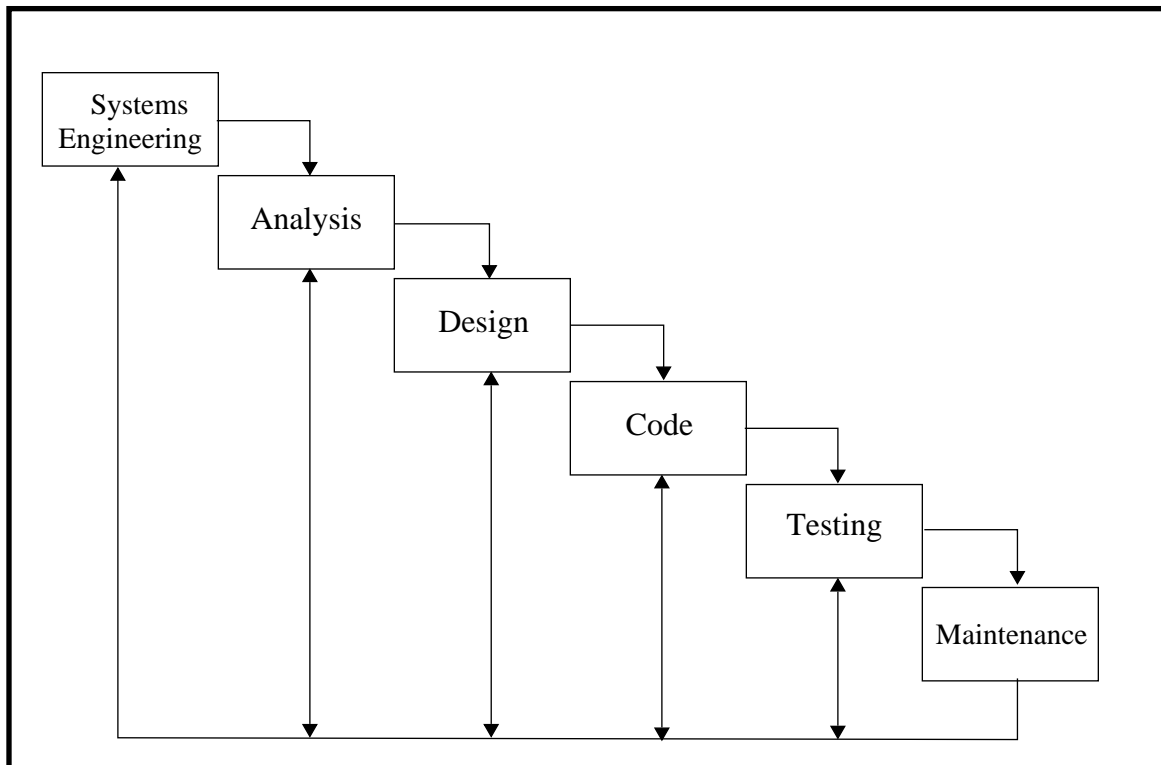 Systems
Engineering
Analysis
Design
Code
Testing
Maintenance